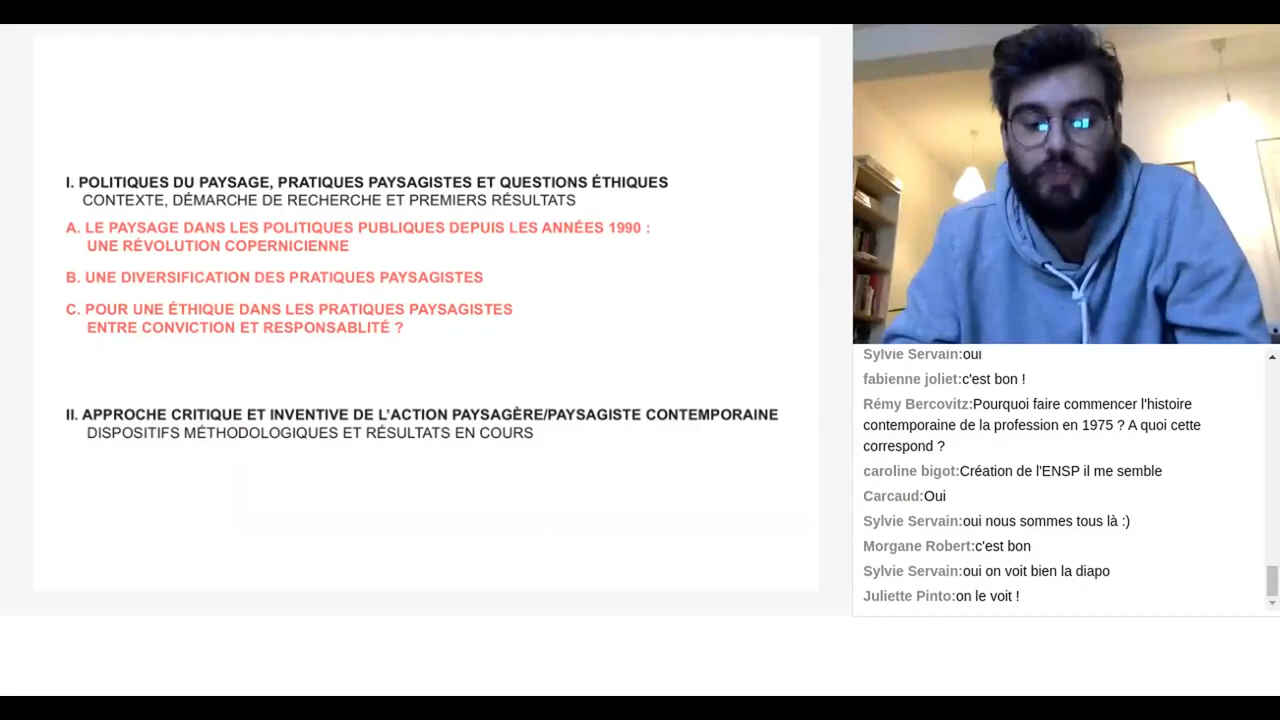 I. POLITIQUES DU PAYSAGE, PRATIQUES PAYSAGISTES ET QUESTIONS ÉTHIQUES
CONTEXTE, DÉMARCHE DE RECHERCHE ET PREMIERS RÉSULTATS
A. LE PAYSAGE DANS LES POLITIQUES PUBLIQUES DEPUIS LES ANNÉES 1990 :
UNE RÉVOLUTION COPERNICIENNE
B. UNE DIVERSIFICATION DES PRATIQUES PAYSAGISTES
C. POUR UNE ÉTHIQUE DANS LES PRATIQUES PAYSAGISTES
ENTRE CONVICTION ET RESPONSABLITÉ ?
II. APPROCHE CRITIQUE ET INVENTIVE DE L'ACTION PAYSAGÈRE/PAYSAGISTE CONTEMPORAINE
DISPOSITIFS MÉTHODOLOGIQUES ET RÉSULTATS EN COURS
Sylvie Servain:oui
fabienne joliet:c'est bon !
Rémy Bercovitz:Pourquoi faire commencer l'histoire
contemporaine de la profession en 1975 ? A quoi cette
correspond ?
caroline bigot:Création de l'ENSP il me semble
Carcaud:Oui
Sylvie Servain:oui nous sommes tous là :)
Morgane Robert:c'est bon
Sylvie Servain:oui on voit bien la diapo
Juliette Pinto:on le voit !